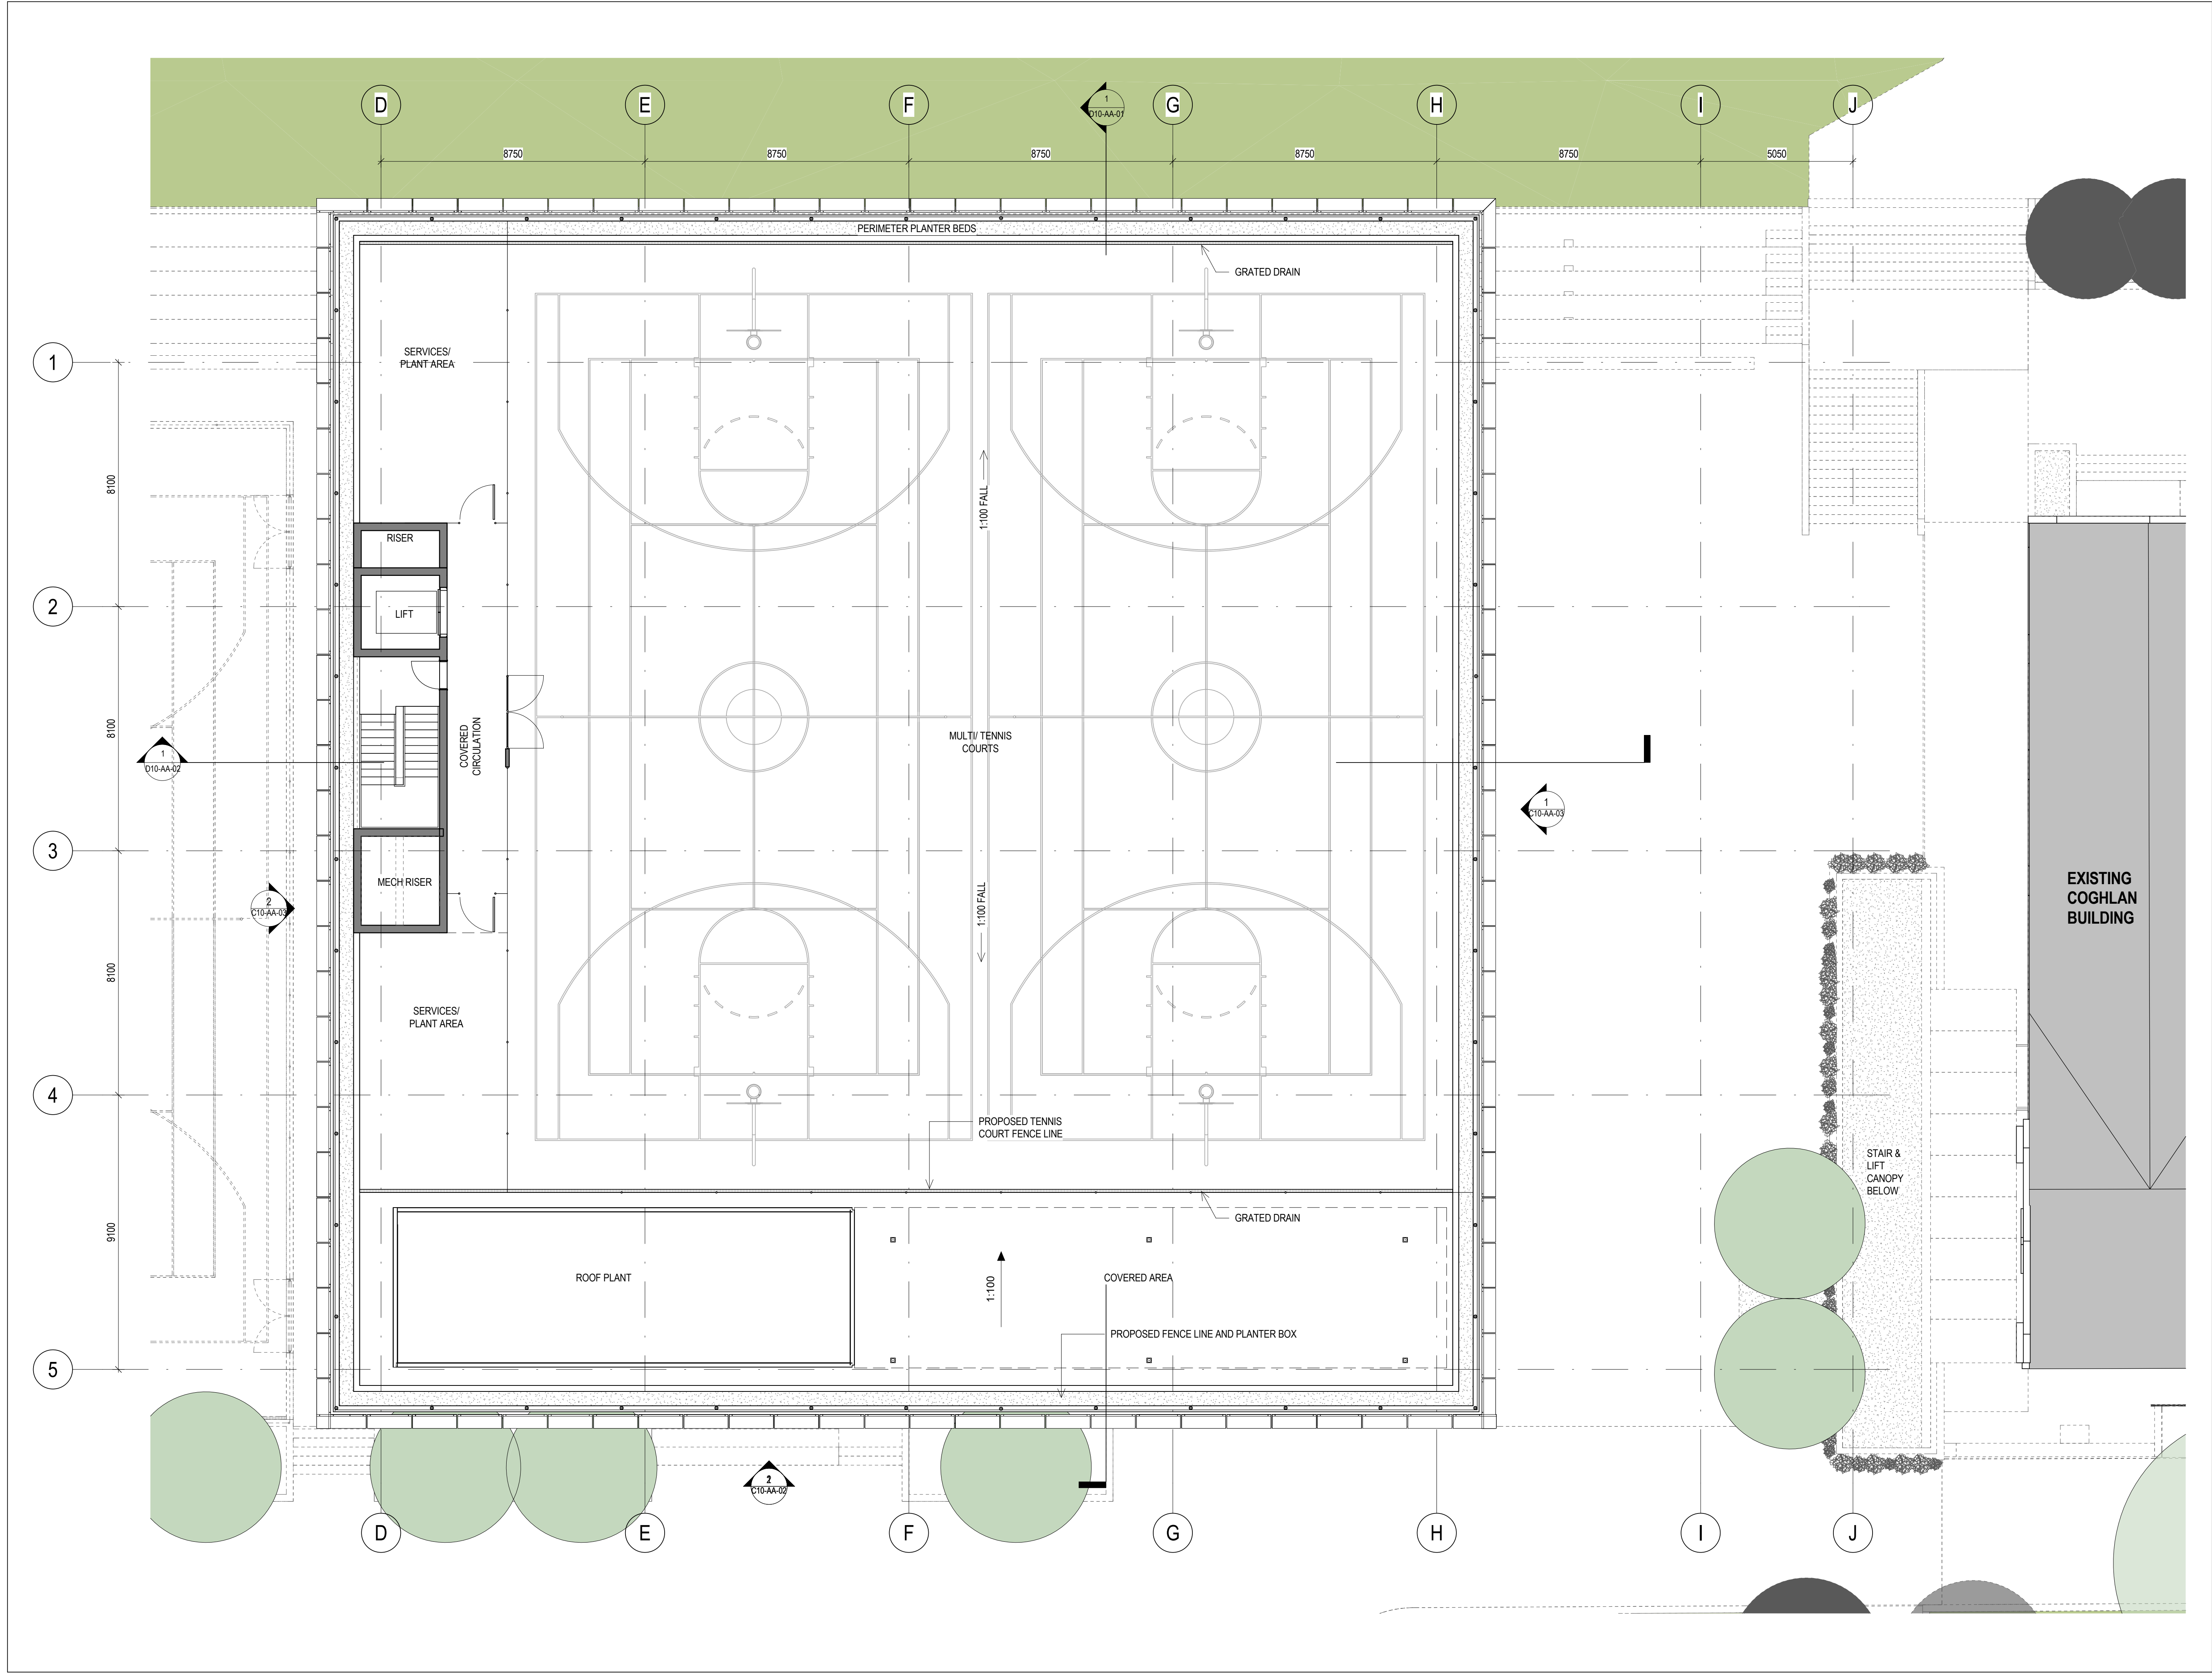 D
E
F
1
D10-AA-01
G
H
I
J
8750
8750
8750
8750
8750
5050
PERIMETER PLANTER BEDS
GRATED DRAIN
SERVICES/
PLANT AREA
1
8100
1:100 FALL
RISER
2
LIFT
8100
COVERED
CIRCULATION
MULTI/ TENNIS
COURTS
1
D10-AA-02
1
C10-AA-03
3
MECH RISER
2
C10-AA-03
1:100 FALL
EXISTING
COGHLAN
BUILDING
8100
SERVICES/
PLANT AREA
4
PROPOSED TENNIS
COURT FENCE LINE
STAIR &
LIFT
CANOPY
BELOW
9100
GRATED DRAIN
ROOF PLANT
1:100
COVERED AREA
PROPOSED FENCE LINE AND PLANTER BOX
5
2
C10-AA-02
D
E
F
G
H
I
J